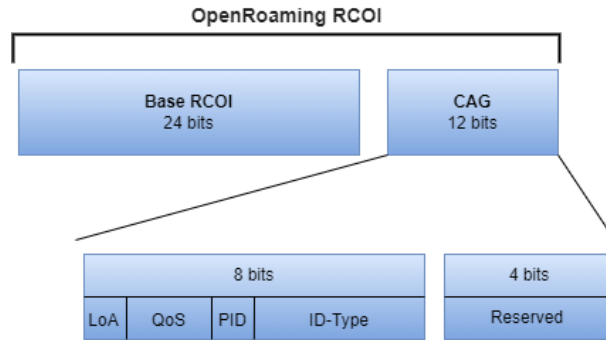 OpenRoaming RCOI
Base RCOI
24 bits
CAG
12 bits
8 bits
4 bits
LoA
QoS
PID
ID-Type
Reserved